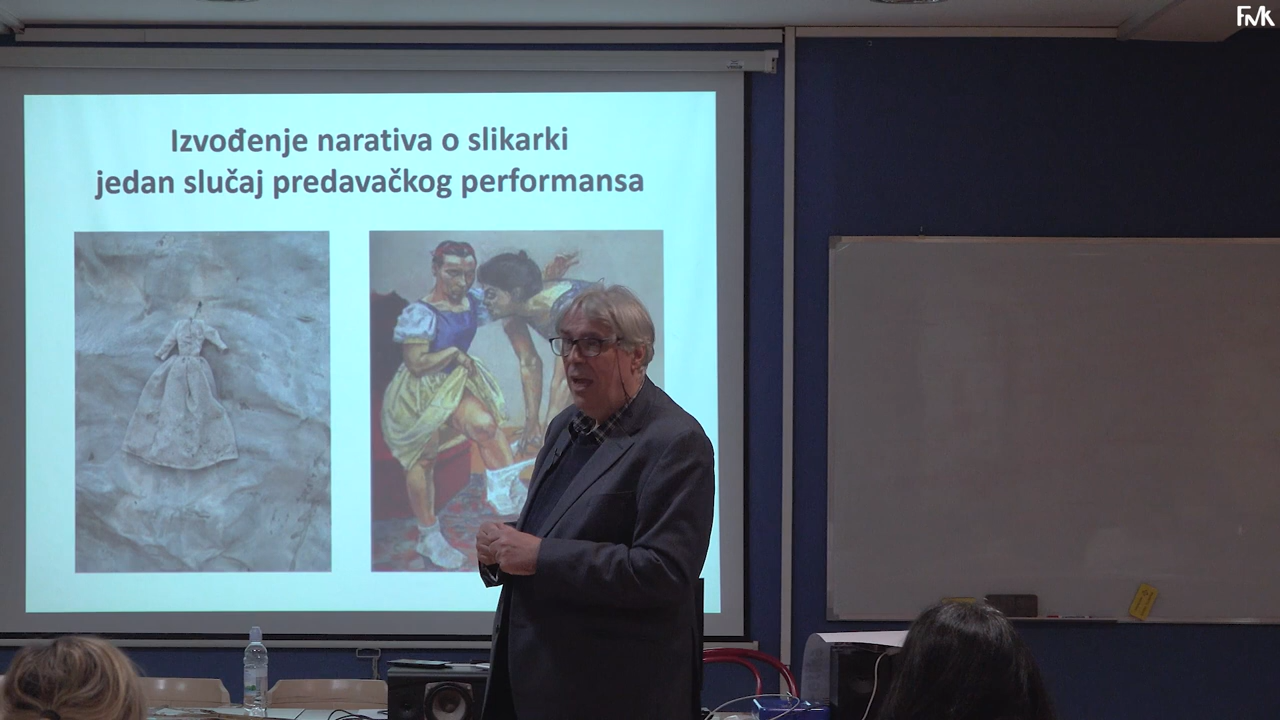 FMK
Izvođenje narativa o slikarki
jedan slučaj predavačkog performansa